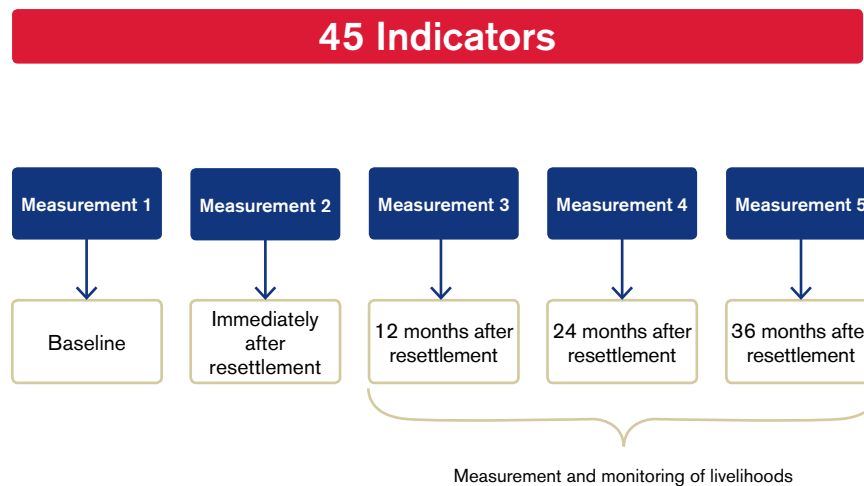 45 Indicators
Measurement 1
Measurement 2
Measurement 3
Measurement 4
Measurement 5
Baseline
Immediately
after
resettlement
12 months after
resettlement
24 months after
resettlement
36 months after
resettlement
Measurement and monitoring of livelihoods